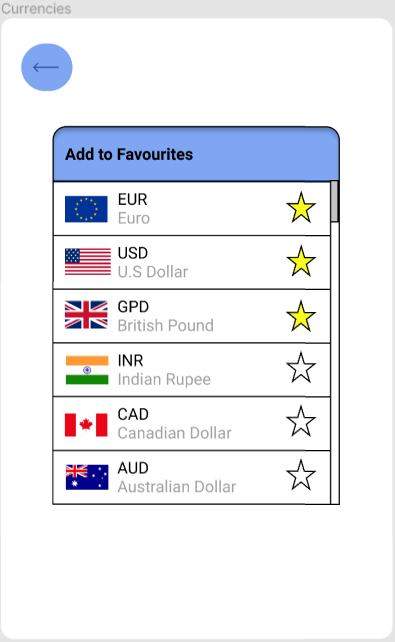 Currencies
Add to Favourites
EUR
Euro
USD
U.S Dollar
GPD
British Pound
INR
Indian Rupee
CAD
Canadian Dollar
AUD
Australian Dollar